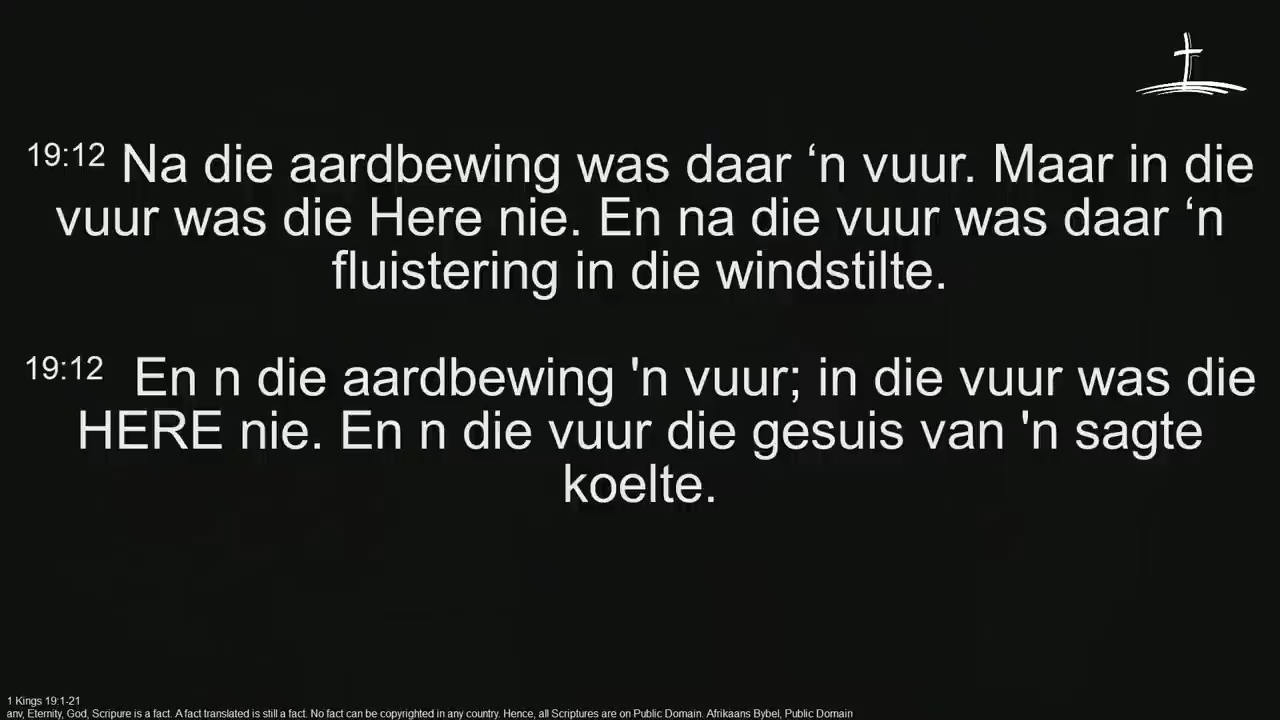 19:12 Na die aardbewing was daar ‘n vuur. Maar in die
vuur was die Here nie. En na die vuur was daar ‘n
fluistering in die windstilte.
19:12 En n die aardbewing 'n vuur; in die vuur was die
HERE nie. En n die vuur die gesuis van 'n sagte
koelte.
1 Kings 19:1-21
anv, Eternity, God, Scripure is a fact. A fact translated is still a fact. No fact can be copyrighted in any country. Hence, all Scriptures are on Public Domain. Afrikaans Bybel, Public Domain